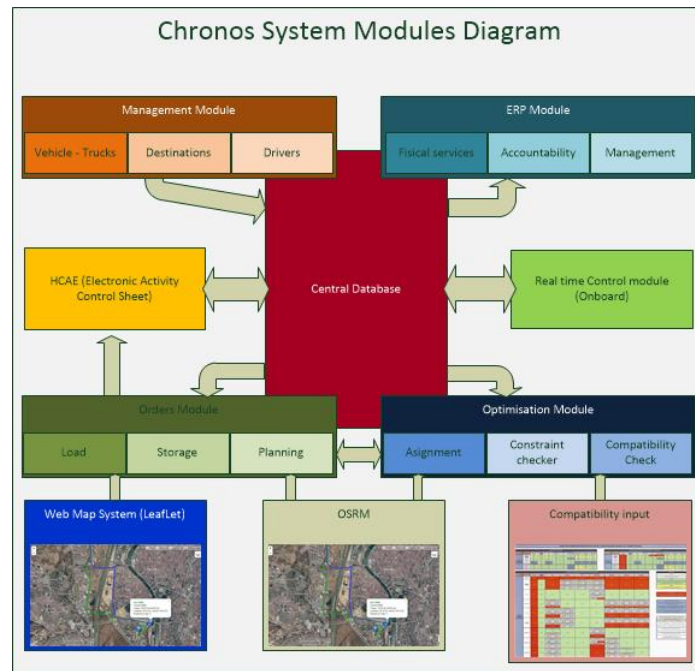 Chronos System Modules Diagram
Management Module
ERP Module
Vehicle - Trucks
Destinations
Drivers
Fisical services
Accountability
Management
HCAE (Electronic Activity
Control Sheet)
Central Database
Real time Control module
(Onboard)
Orders Module
Optimisation Module
Load
Storage
Planning
Asignment
Constraint
checker
Compatibility
Check
Web Map System (LeafLet)
OSRM
Compatibility input